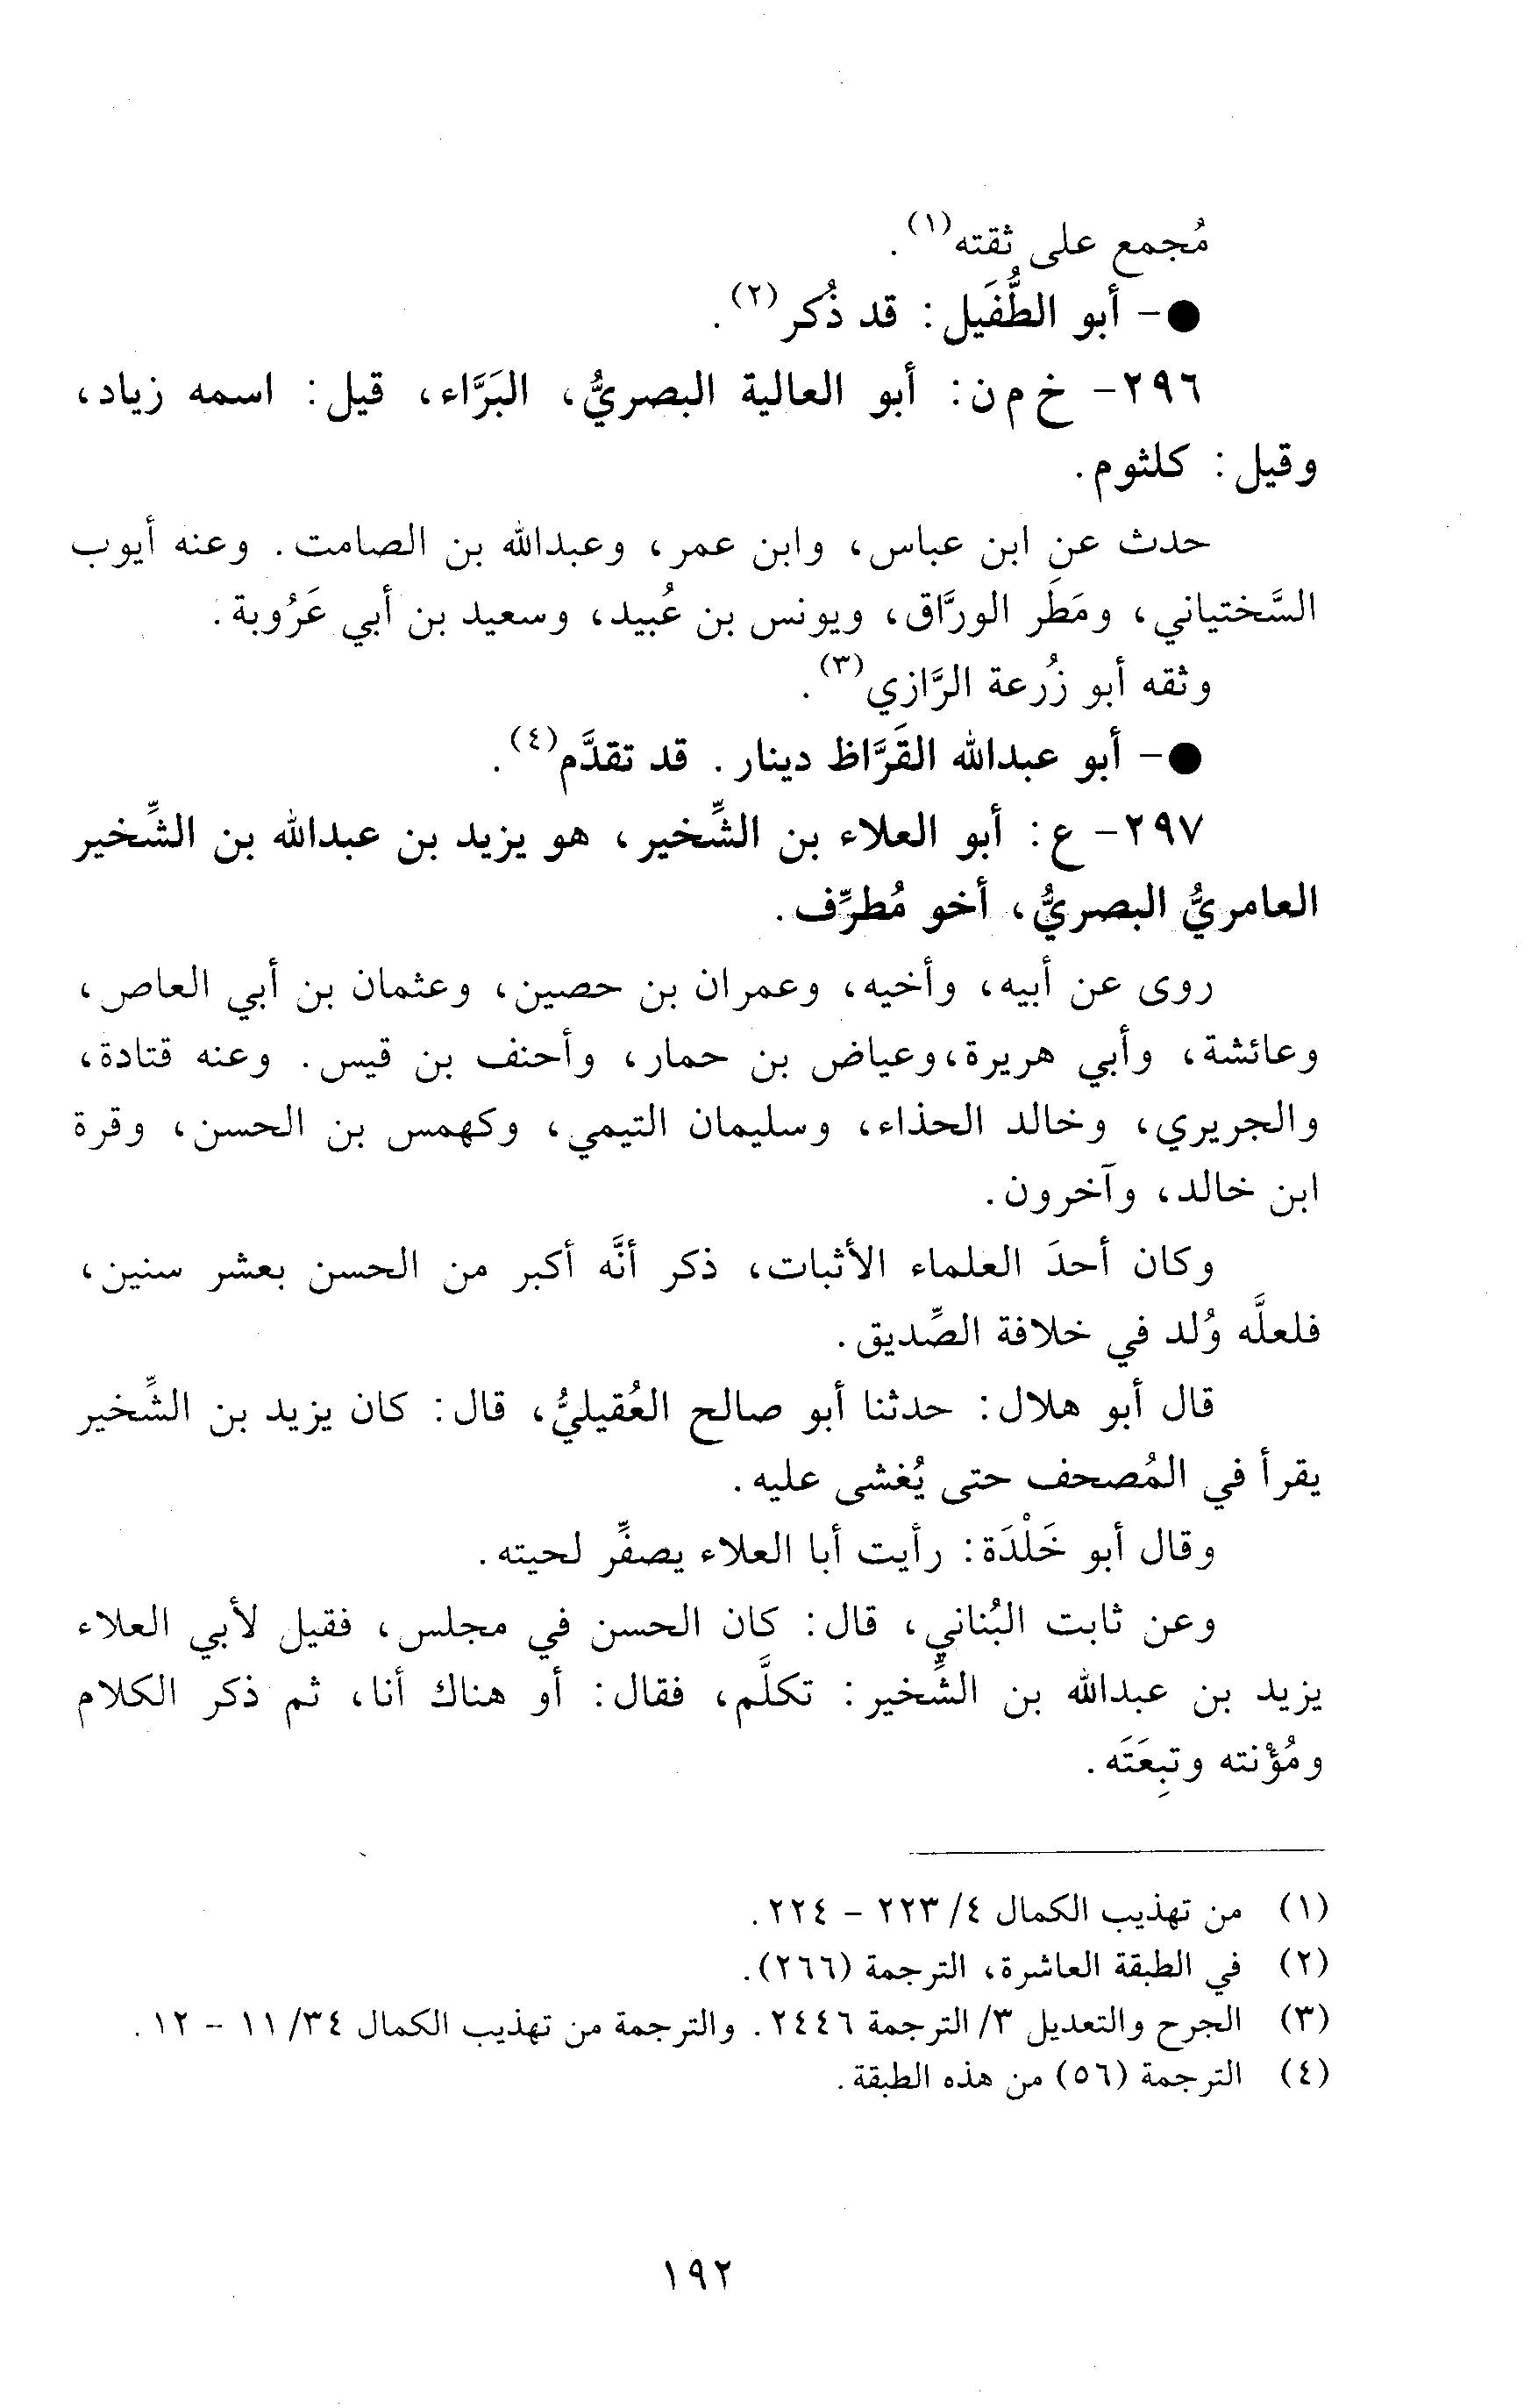 مُجمع على ثقته(١).
● - أبو الطُّفَيل: قد ذُكر(٢).
٢٩٦- خ م ن: أبو العالية البصريُّ، البَرَّاء، قيل: اسمه زياد،
وقيل: كلثوم.
حدث عن ابن عباس، وابن عمر، وعبدالله بن الصامت. وعنه أيوب
السَّختياني، ومَطَر الورَّاق، ويونس بن عُبيد، وسعيد بن أبي عَرُوبة.
وثقه أبو زُرعة الرَّازي(٣).
● - أبو عبدالله القَرَّاظ دينار. قد تقدَّم(٤).
٢٩٧- ع: أبو العلاء بن الشِّخير، هو يزيد بن عبدالله بن الشِّخير
العامريُّ البصريُّ، أخو مُطرِّف.
روى عن أبيه، وأخيه، وعمران بن حصين، وعثمان بن أبي العاص،
وعائشة، وأبي هريرة،وعياض بن حمار، وأحنف بن قيس. وعنه قتادة،
والجريري، وخالد الحذاء، وسليمان التيمي، وكهمس بن الحسن، وقرة
ابن خالد، وآخرون.
وكان أحدَ العلماء الأثبات، ذكر أنَّه أكبر من الحسن بعشر سنين،
فلعلَّه وُلد في خلافة الصِّديق.
قال أبو هلال: حدثنا أبو صالح العُقيليُّ، قال: كان يزيد بن الشِّخير
يقرأ في المُصحف حتى يُغشى عليه.
وقال أبو خَلْدَة: رأيت أبا العلاء يصفِّر لحيته.
وعن ثابت البُناني، قال: كان الحسن في مجلس، فقيل لأبي العلاء
يزيد بن عبدالله بن الشِّخير: تكلَّم، فقال: أو هناك أنا، ثم ذكر الكلام
ومُؤْنته وتبِعَتَه.
(١) من تهذيب الكمال ٤/ ٢٢٣ - ٢٢٤.
(٢) في الطبقة العاشرة، الترجمة (٢٦٦).
(٣) الجرح والتعديل ٣/ الترجمة ٢٤٤٦. والترجمة من تهذيب الكمال ٣٤/ ١١ - ١٢.
(٤) الترجمة (٥٦) من هذه الطبقة.
١٩٢